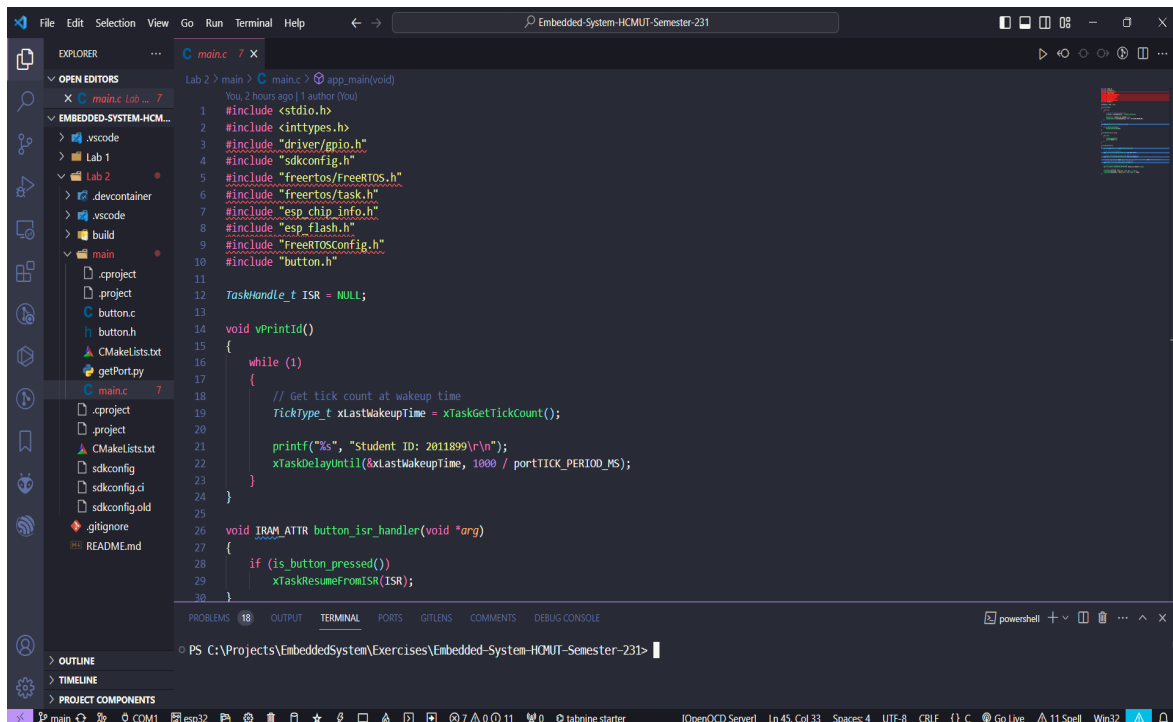 File Edit Selection View Go Run Terminal Help
Embedded-System-HCMUT-Semester-231
EXPLORER
OPEN EDITORS
main.c Lab ... 7
EMBEDDED-SYSTEM-HCM...
.vscode
Lab 1
Lab 2
.devcontainer
.vscode
build
main
.cproject
.project
button.c
button.h
CMakeLists.txt
getPort.py
main.c 7
.cproject
.project
CMakeLists.txt
sdkconfig
sdkconfig.ci
sdkconfig.old
.gitignore
README.md
OUTLINE
TIMELINE
PROJECT COMPONENTS
main.c 7
Lab 2 > main > main.c > app_main(void)
You, 2 hours ago | 1 author (You)
1 #include <stdio.h>
2 #include <inttypes.h>
3 #include "driver/gpio.h"
4 #include "sdkconfig.h"
5 #include "freertos/FreeRTOS.h"
6 #include "freertos/task.h"
7 #include "esp_chip_info.h"
8 #include "esp_flash.h"
9 #include "FreeRTOSConfig.h"
10 #include "button.h"
11
12 TaskHandle_t ISR = NULL;
13
14 void vPrintId()
15 {
16 while (1)
17 {
18 // Get tick count at wakeup time
19 TickType_t xLastWakeupTime = xTaskGetTickCount();
20
21 printf("%s", "Student ID: 2011899\r\n");
22 xTaskDelayUntil(&xLastWakeupTime, 1000 / portTICK_PERIOD_MS);
23 }
24 }
25
26 void IRAM_ATTR button_isr_handler(void *arg)
27 {
28 if (is_button_pressed())
29 xTaskResumeFromISR(ISR);
30 }
PROBLEMS 18 OUTPUT TERMINAL PORTS GITLENS COMMENTS DEBUG CONSOLE
powershell
PS C:\Projects\EmbeddedSystem\Exercises\Embedded-System-HCMUT-Semester-231>
main COM1 esp32 7 0 11 0 tabnine starter [OpenOCD Server] Ln 45, Col 33 Spaces: 4 UTF-8 CRLF {} C Go Live 11 Spell Win32